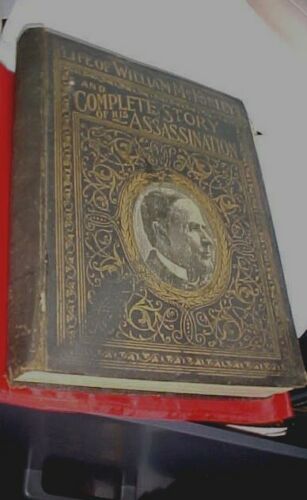 LIFE OF WILLIAM McKINLEY
AND
COMPLETE STORY
OF HIS ASSASSINATION